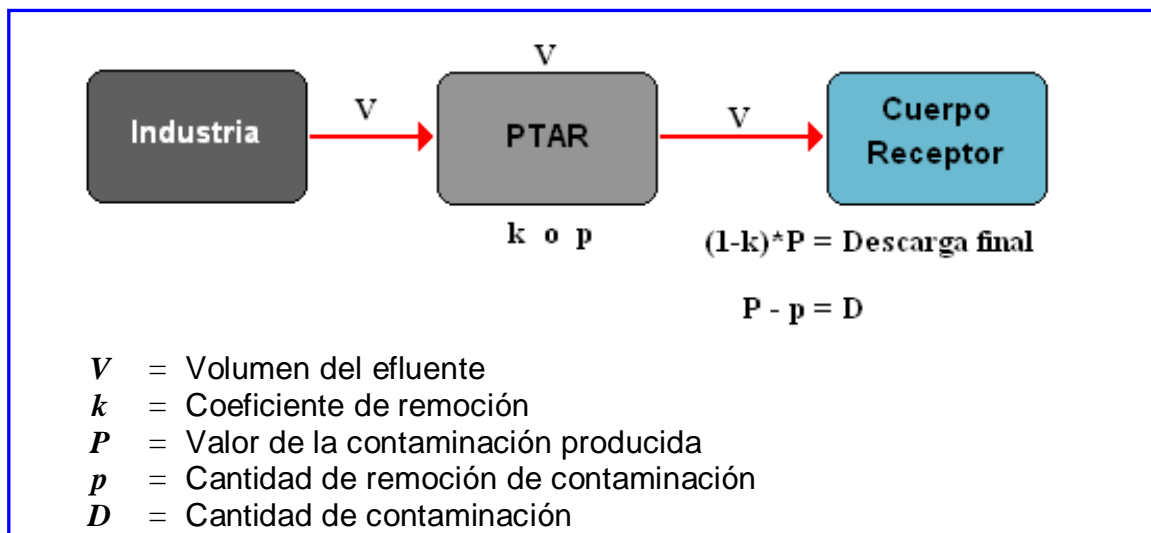 V
Industria
V
PTAR
V
Cuerpo
Receptor
k o p
(1-k)*P = Descarga final
P - p = D
V = Volumen del efluente
k = Coeficiente de remoción
P = Valor de la contaminación producida
p = Cantidad de remoción de contaminación
D = Cantidad de contaminación